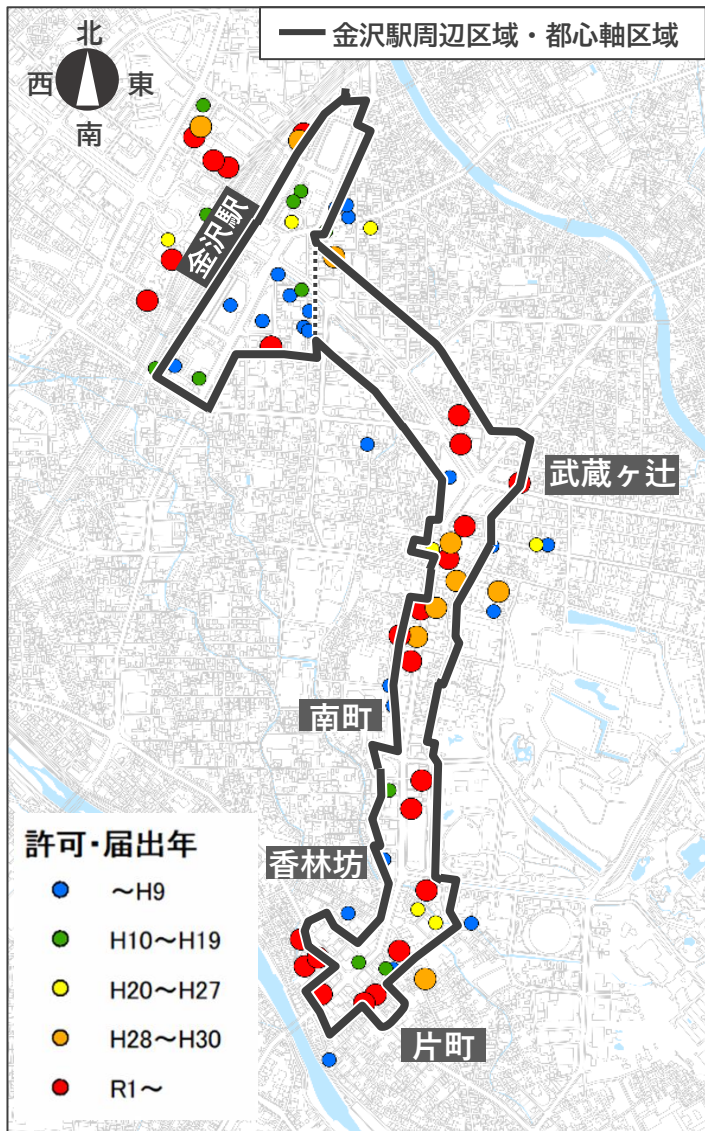 金沢駅周辺区域・都心軸区域
北
西
東
南
金沢駅
武蔵ヶ辻
南町
香林坊
片町
許可・届出年
～H9
H10～H19
H20～H27
H28～H30
R1～